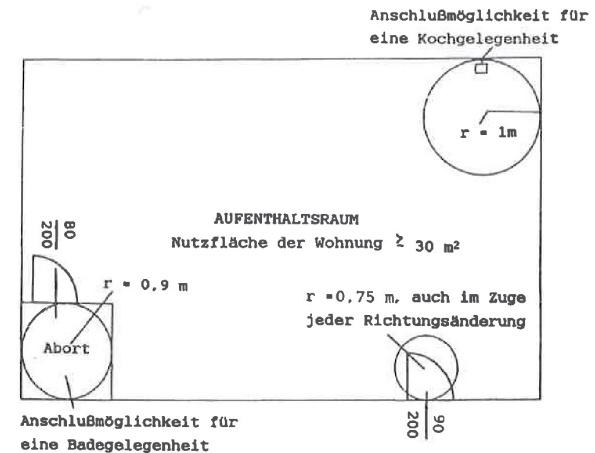 Anschlußmöglichkeit für
eine Kochgelegenheit
r = 1m
AUFENTHALTSRAUM
Nutzfläche der Wohnung ≥ 30 m²
80
200
r = 0,9 m
r =0,75 m, auch im Zuge
jeder Richtungsänderung
Abort
90
200
Anschlußmöglichkeit für
eine Badegelegenheit